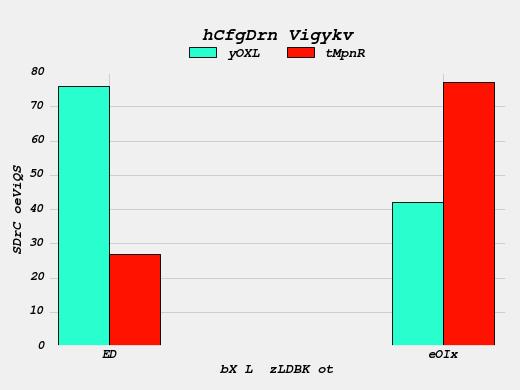 hCfgDrn Vigykv
yOXL tMpnR
80
70
60
50
40
30
20
10
0
SDrC oeViQS
ED eOIx
bX L zLDBK ot